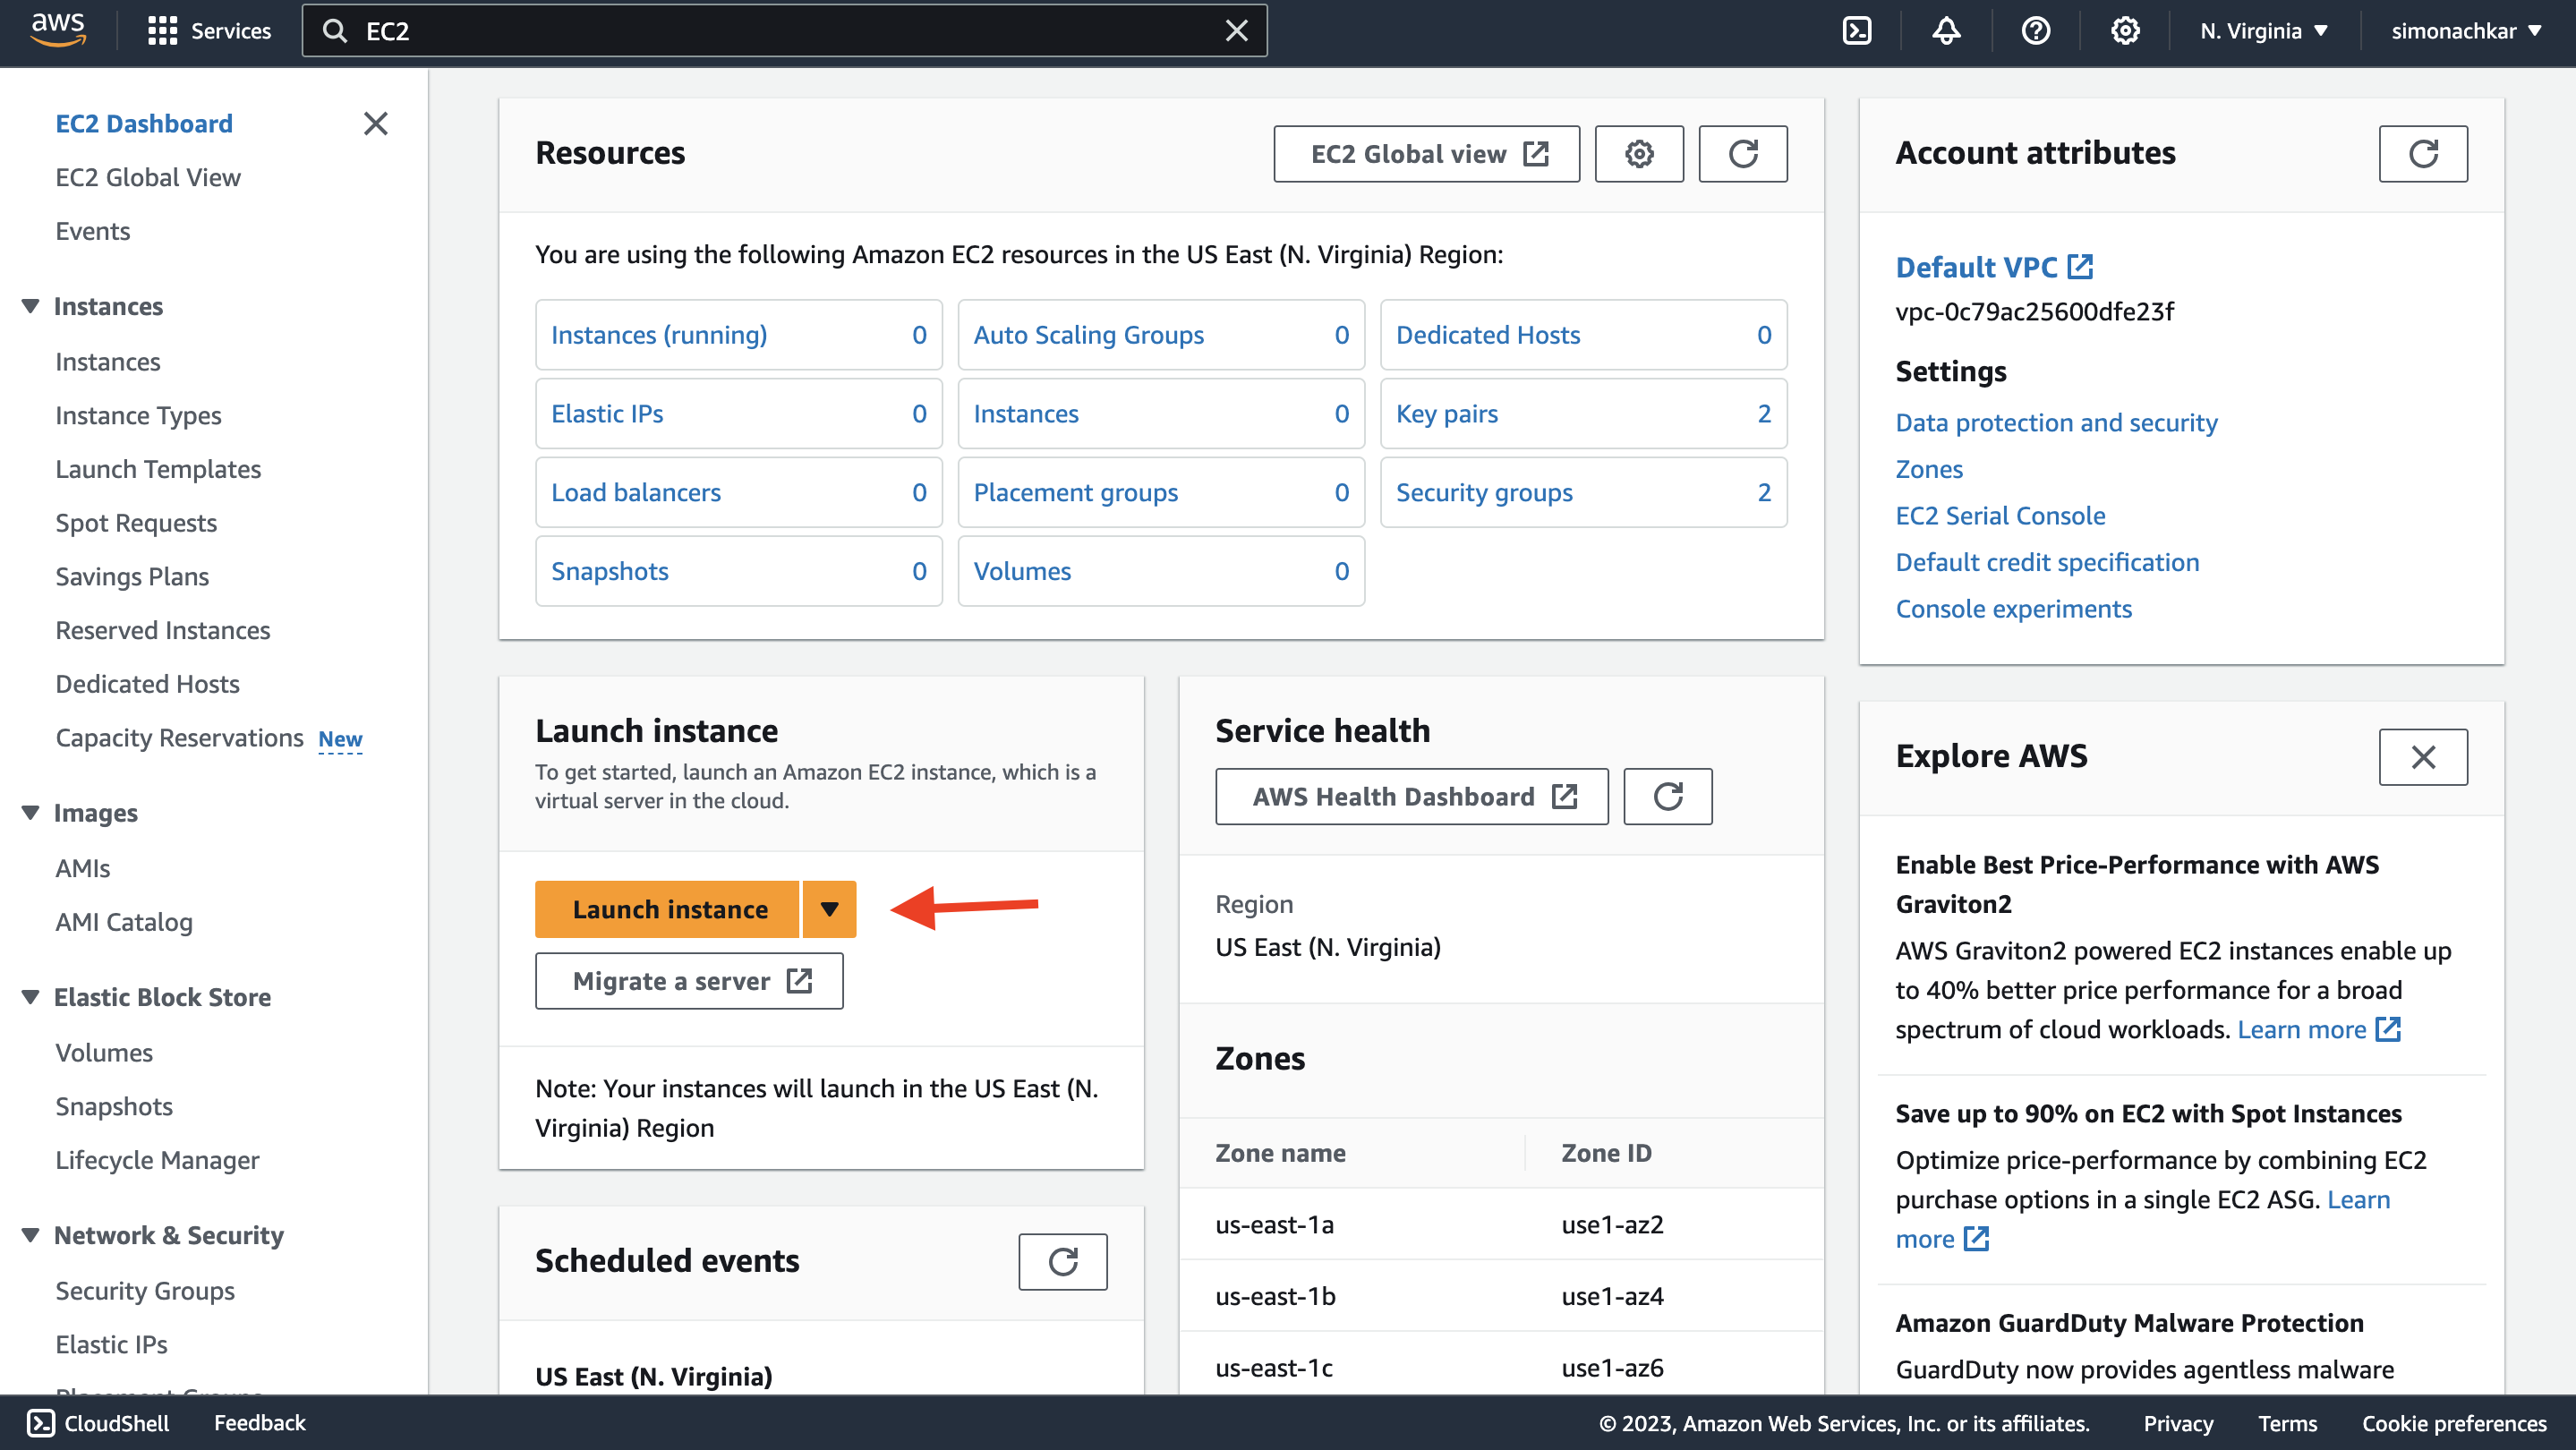 aws
Services
EC2
N. Virginia
simonachkar
EC2 Dashboard
EC2 Global View
Events
Instances
Instances
Instance Types
Launch Templates
Spot Requests
Savings Plans
Reserved Instances
Dedicated Hosts
Capacity Reservations New
Images
AMIs
AMI Catalog
Elastic Block Store
Volumes
Snapshots
Lifecycle Manager
Network & Security
Security Groups
Elastic IPs
Placement Groups
Resources
EC2 Global view
You are using the following Amazon EC2 resources in the US East (N. Virginia) Region:
Instances (running) 0
Auto Scaling Groups 0
Dedicated Hosts 0
Elastic IPs 0
Instances 0
Key pairs 2
Load balancers 0
Placement groups 0
Security groups 2
Snapshots 0
Volumes 0
Launch instance
To get started, launch an Amazon EC2 instance, which is a
virtual server in the cloud.
Launch instance
Migrate a server
Note: Your instances will launch in the US East (N.
Virginia) Region
Scheduled events
US East (N. Virginia)
Service health
AWS Health Dashboard
Region
US East (N. Virginia)
Zones
Zone name Zone ID
us-east-1a use1-az2
us-east-1b use1-az4
us-east-1c use1-az6
Account attributes
Default VPC
vpc-0c79ac25600dfe23f
Settings
Data protection and security
Zones
EC2 Serial Console
Default credit specification
Console experiments
Explore AWS
Enable Best Price-Performance with AWS
Graviton2
AWS Graviton2 powered EC2 instances enable up
to 40% better price performance for a broad
spectrum of cloud workloads. Learn more
Save up to 90% on EC2 with Spot Instances
Optimize price-performance by combining EC2
purchase options in a single EC2 ASG. Learn
more
Amazon GuardDuty Malware Protection
GuardDuty now provides agentless malware
CloudShell
Feedback
© 2023, Amazon Web Services, Inc. or its affiliates.
Privacy
Terms
Cookie preferences